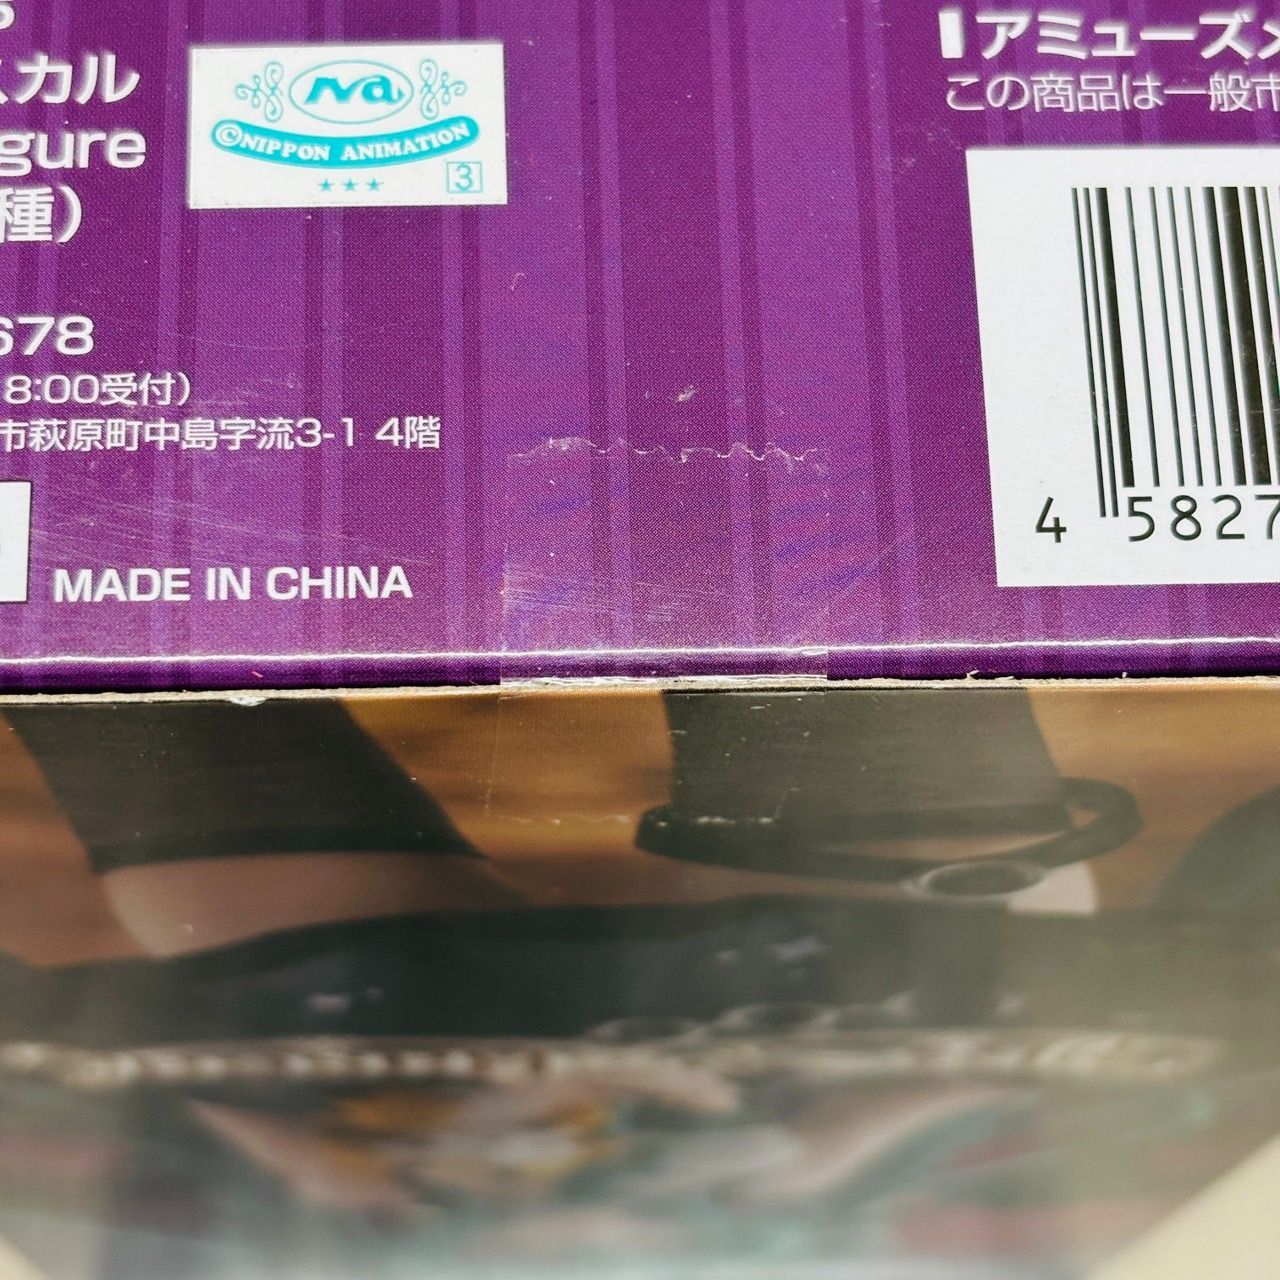 スカル
igure
種）
678
8:00受付）
市萩原町中島字流3-1 4階
MADE IN CHINA
Na
©NIPPON ANIMATION
★★★
3
アミューズメ
この商品は一般市
4 5827